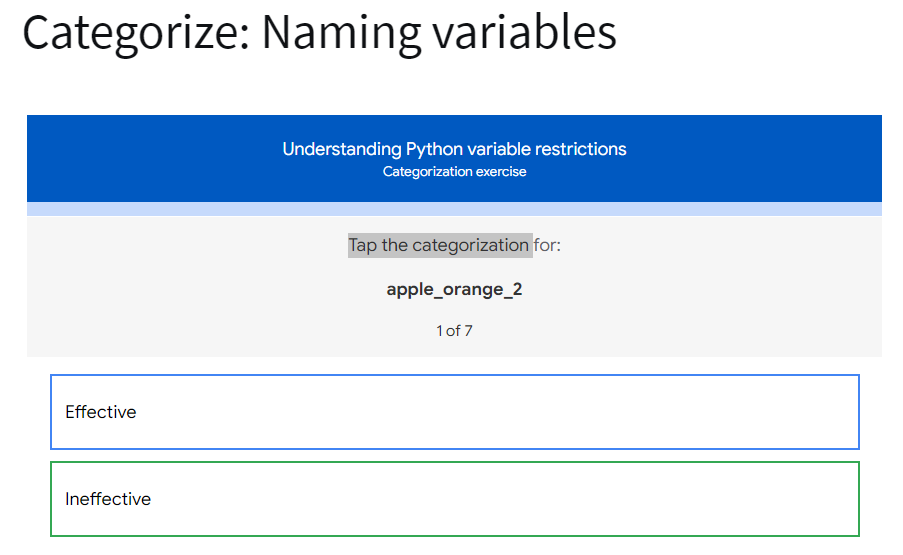 Categorize: Naming variables
Understanding Python variable restrictions
Categorization exercise
Tap the categorization for:
apple_orange_2
1 of 7
Effective
Ineffective